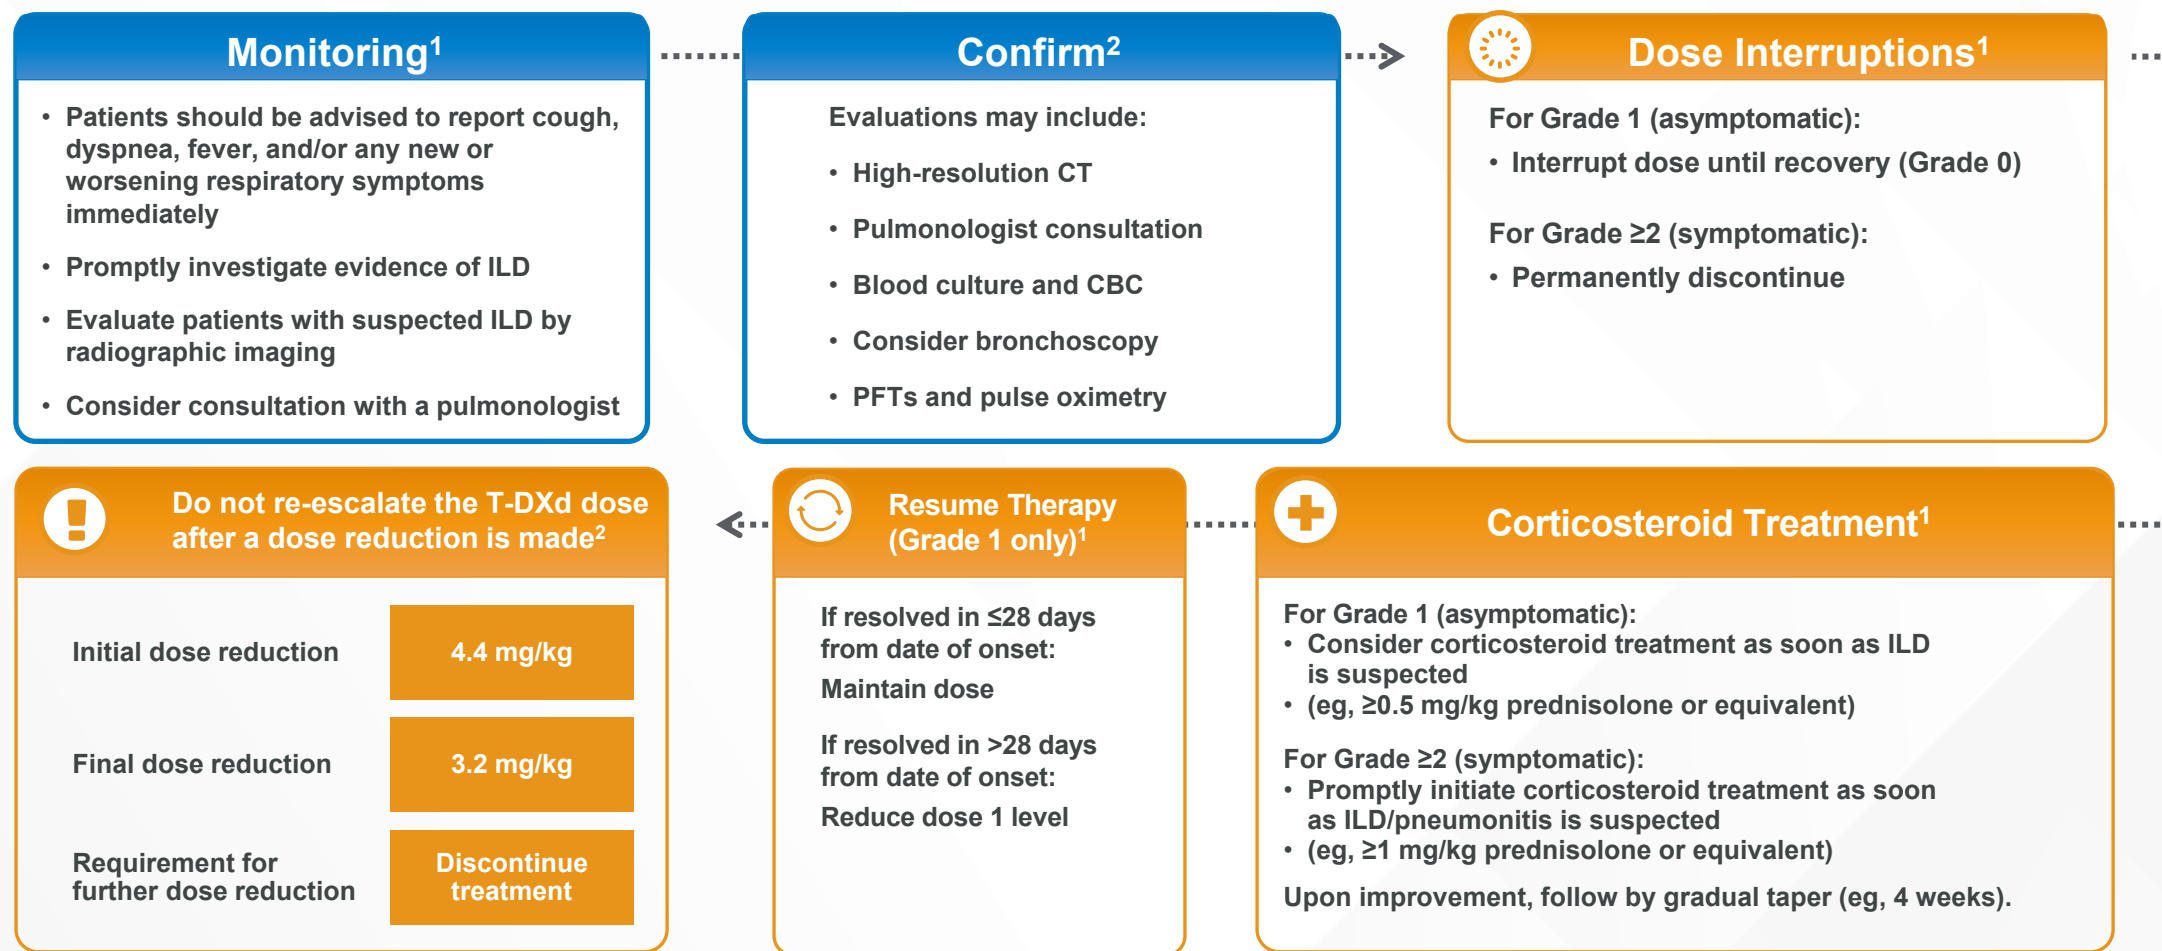 Monitoring¹
• Patients should be advised to report cough,
dyspnea, fever, and/or any new or
worsening respiratory symptoms
immediately
• Promptly investigate evidence of ILD
• Evaluate patients with suspected ILD by
radiographic imaging
• Consider consultation with a pulmonologist
Confirm²
Evaluations may include:
• High-resolution CT
• Pulmonologist consultation
• Blood culture and CBC
• Consider bronchoscopy
• PFTs and pulse oximetry
Dose Interruptions¹
For Grade 1 (asymptomatic):
• Interrupt dose until recovery (Grade 0)
For Grade ≥2 (symptomatic):
• Permanently discontinue
Corticosteroid Treatment¹
For Grade 1 (asymptomatic):
• Consider corticosteroid treatment as soon as ILD
is suspected
• (eg, ≥0.5 mg/kg prednisolone or equivalent)
For Grade ≥2 (symptomatic):
• Promptly initiate corticosteroid treatment as soon
as ILD/pneumonitis is suspected
• (eg, ≥1 mg/kg prednisolone or equivalent)
Upon improvement, follow by gradual taper (eg, 4 weeks).
Resume Therapy
(Grade 1 only)¹
If resolved in ≤28 days
from date of onset:
Maintain dose
If resolved in >28 days
from date of onset:
Reduce dose 1 level
Do not re-escalate the T-DXd dose
after a dose reduction is made²
Initial dose reduction
4.4 mg/kg
Final dose reduction
3.2 mg/kg
Requirement for
further dose reduction
Discontinue
treatment